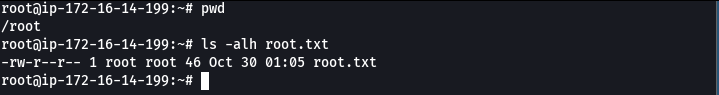 root@ip-172-16-14-199:~# pwd
/root
root@ip-172-16-14-199:~# ls -alh root.txt
-rw-r--r-- 1 root root 46 Oct 30 01:05 root.txt
root@ip-172-16-14-199:~#